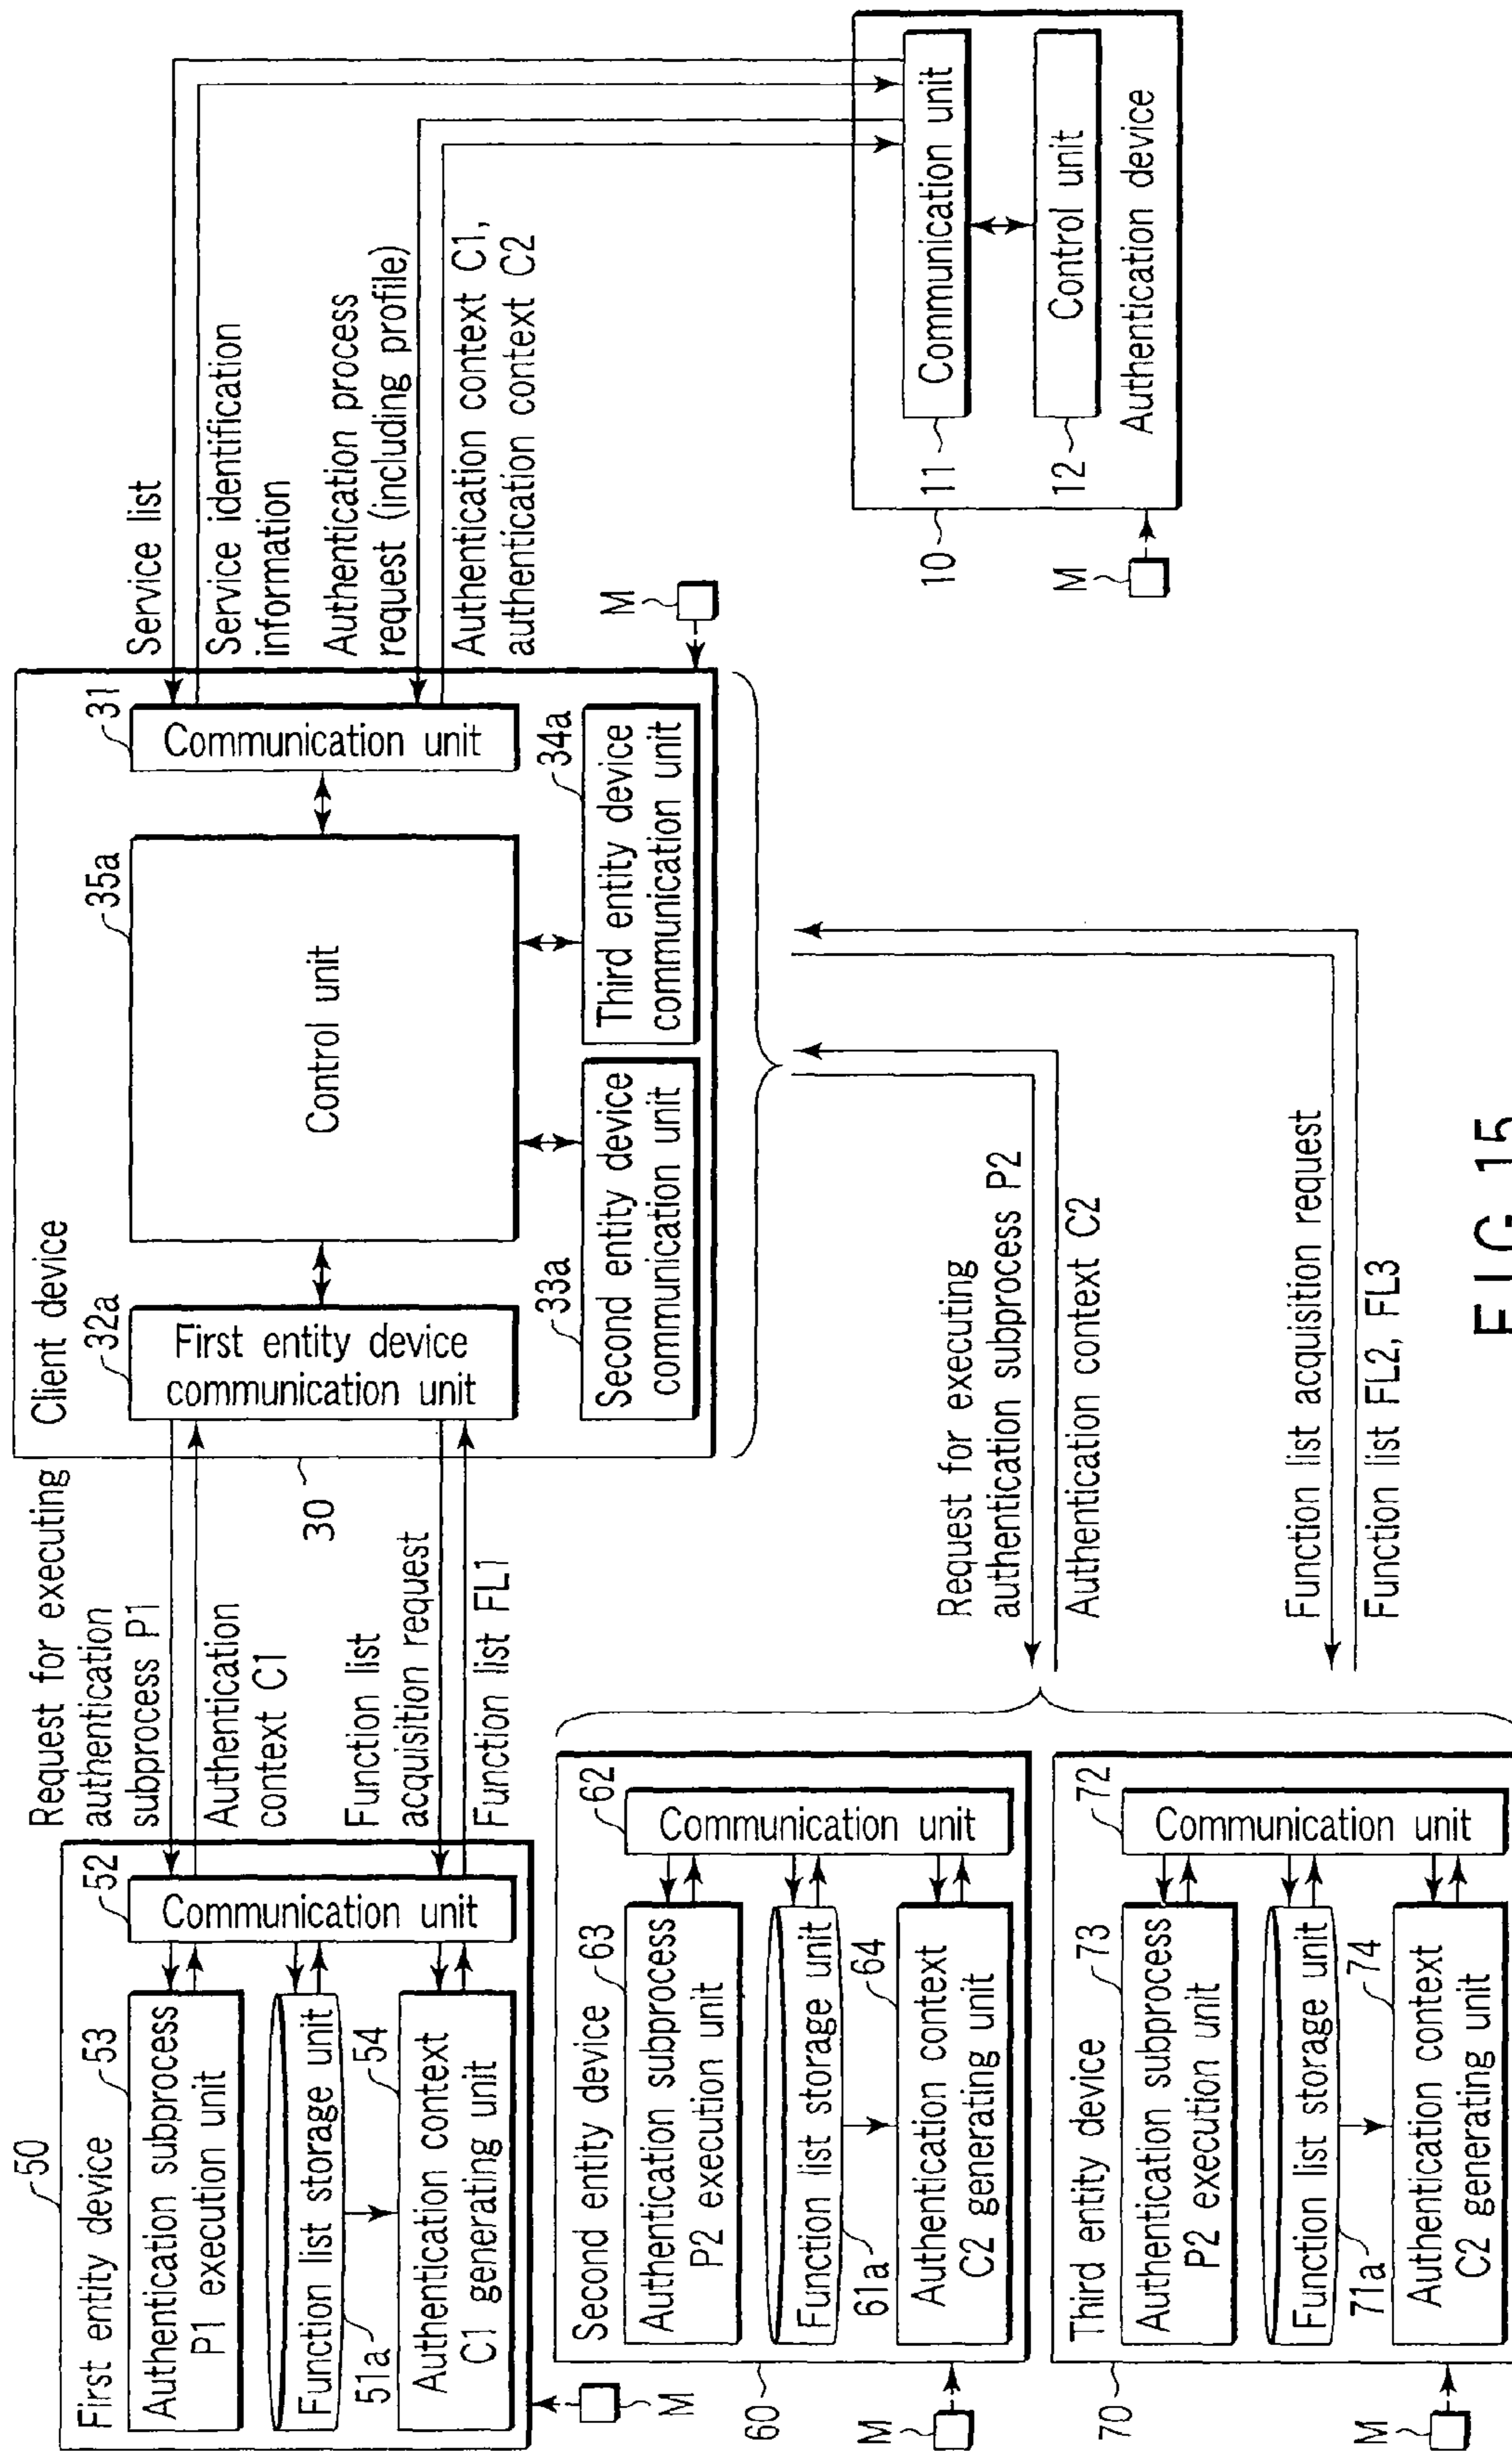 50
First entity device
53
Authentication subprocess
P1 execution unit
Function list storage unit
51a
54
Authentication context
C1 generating unit
52
Communication unit
M
Request for executing
authentication
subprocess P1
Authentication
context C1
Function list
acquisition request
Function list FL1
Client device
30
32a
First entity device
communication unit
35a
Control unit
31
Communication unit
33a
Second entity device
communication unit
34a
Third entity device
communication unit
M
Service list
Service identification
information
Authentication process
request (including profile)
Authentication context C1,
authentication context C2
10
11
Communication unit
12
Control unit
Authentication device
M
60
Second entity device
63
Authentication subprocess
P2 execution unit
Function list storage unit
61a
64
Authentication context
C2 generating unit
62
Communication unit
M
70
Third entity device
73
Authentication subprocess
P2 execution unit
Function list storage unit
71a
74
Authentication context
C2 generating unit
72
Communication unit
M
Request for executing
authentication subprocess P2
Authentication context C2
Function list acquisition request
Function list FL2, FL3
FIG. 15